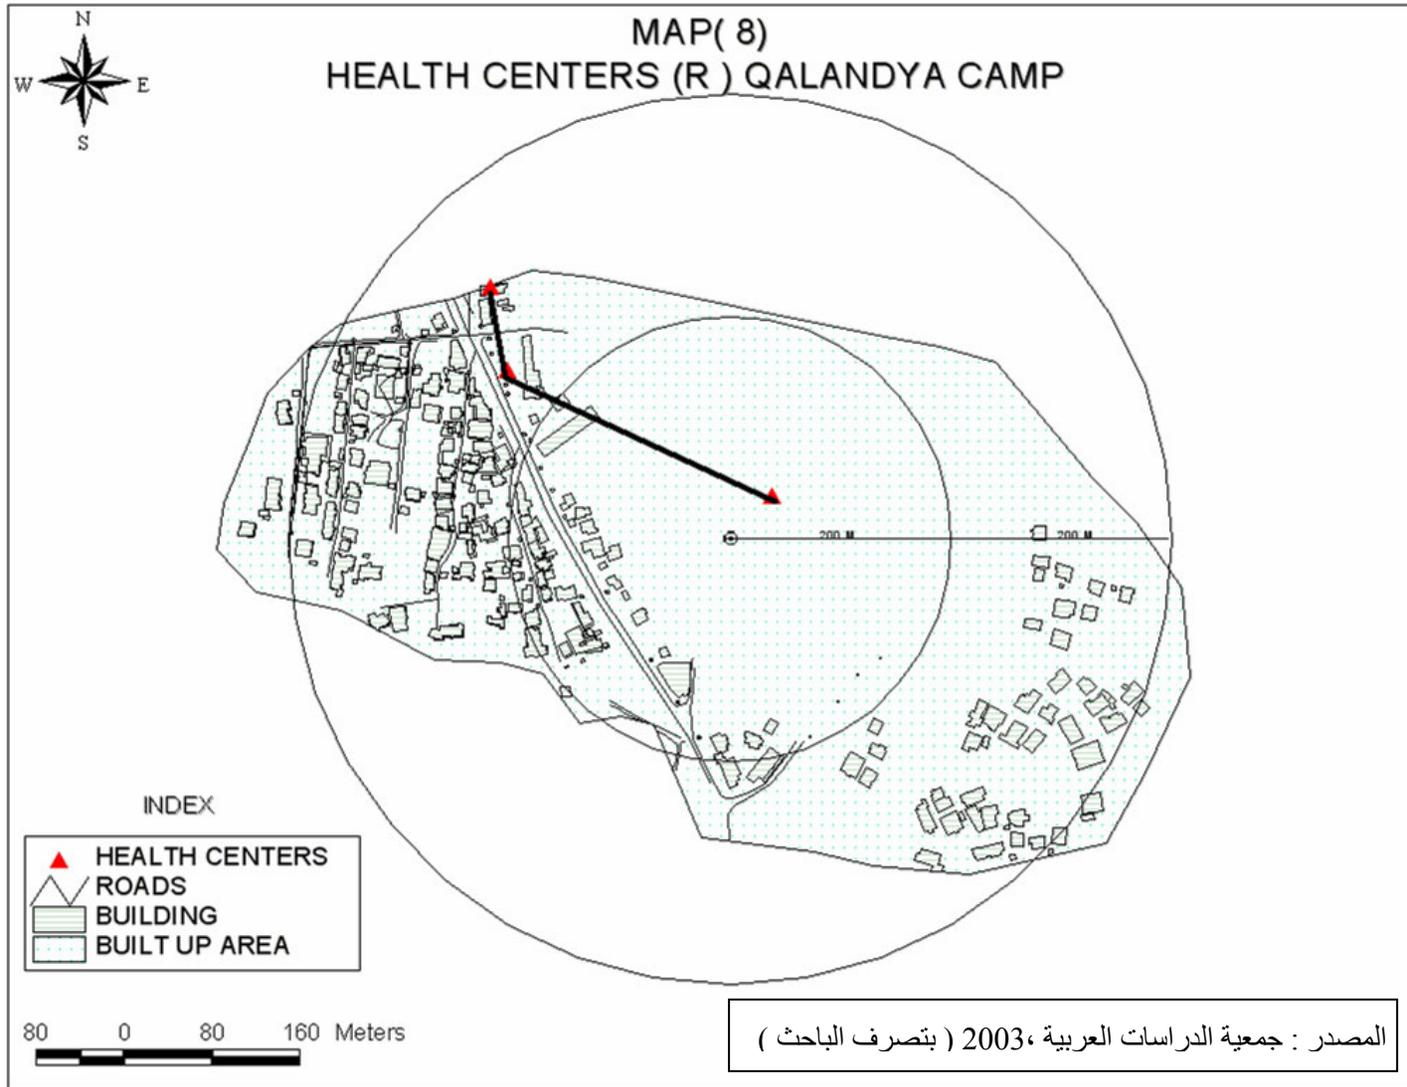 N
W E
S
MAP( 8)
HEALTH CENTERS (R ) QALANDYA CAMP
200 M 200 M
INDEX
HEALTH CENTERS
ROADS
BUILDING
BUILT UP AREA
80 0 80 160 Meters
المصدر : جمعية الدراسات العربية ،2003 ( بتصرف الباحث )